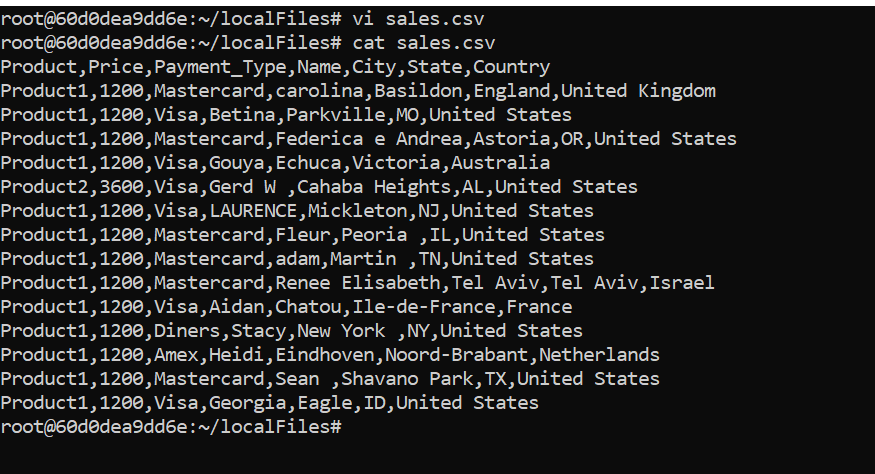 root@60d0dea9dd6e:~/localFiles# vi sales.csv
root@60d0dea9dd6e:~/localFiles# cat sales.csv
Product,Price,Payment_Type,Name,City,State,Country
Product1,1200,Mastercard,carolina,Basildon,England,United Kingdom
Product1,1200,Visa,Betina,Parkville,MO,United States
Product1,1200,Mastercard,Federica e Andrea,Astoria,OR,United States
Product1,1200,Visa,Gouya,Echuca,Victoria,Australia
Product2,3600,Visa,Gerd W ,Cahaba Heights,AL,United States
Product1,1200,Visa,LAURENCE,Mickleton,NJ,United States
Product1,1200,Mastercard,Fleur,Peoria ,IL,United States
Product1,1200,Mastercard,adam,Martin ,TN,United States
Product1,1200,Mastercard,Renee Elisabeth,Tel Aviv,Tel Aviv,Israel
Product1,1200,Visa,Aidan,Chatou,Ile-de-France,France
Product1,1200,Diners,Stacy,New York ,NY,United States
Product1,1200,Amex,Heidi,Eindhoven,Noord-Brabant,Netherlands
Product1,1200,Mastercard,Sean ,Shavano Park,TX,United States
Product1,1200,Visa,Georgia,Eagle,ID,United States
root@60d0dea9dd6e:~/localFiles#